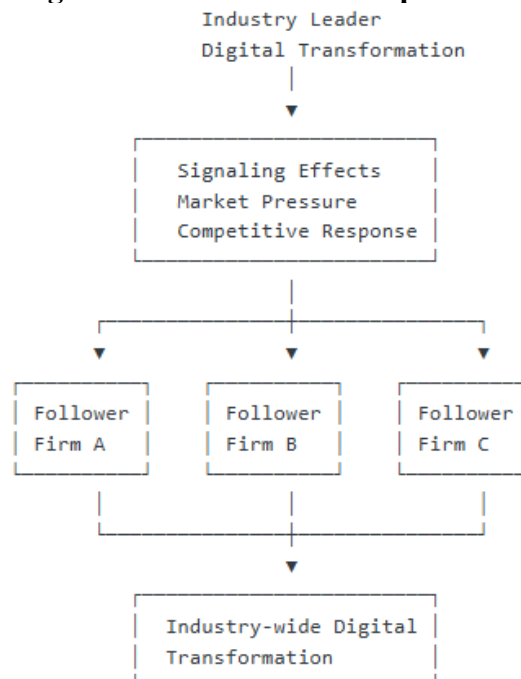 Industry Leader
Digital Transformation
Signaling Effects
Market Pressure
Competitive Response
Follower Follower Follower
Firm A Firm B Firm C
Industry-wide Digital
Transformation